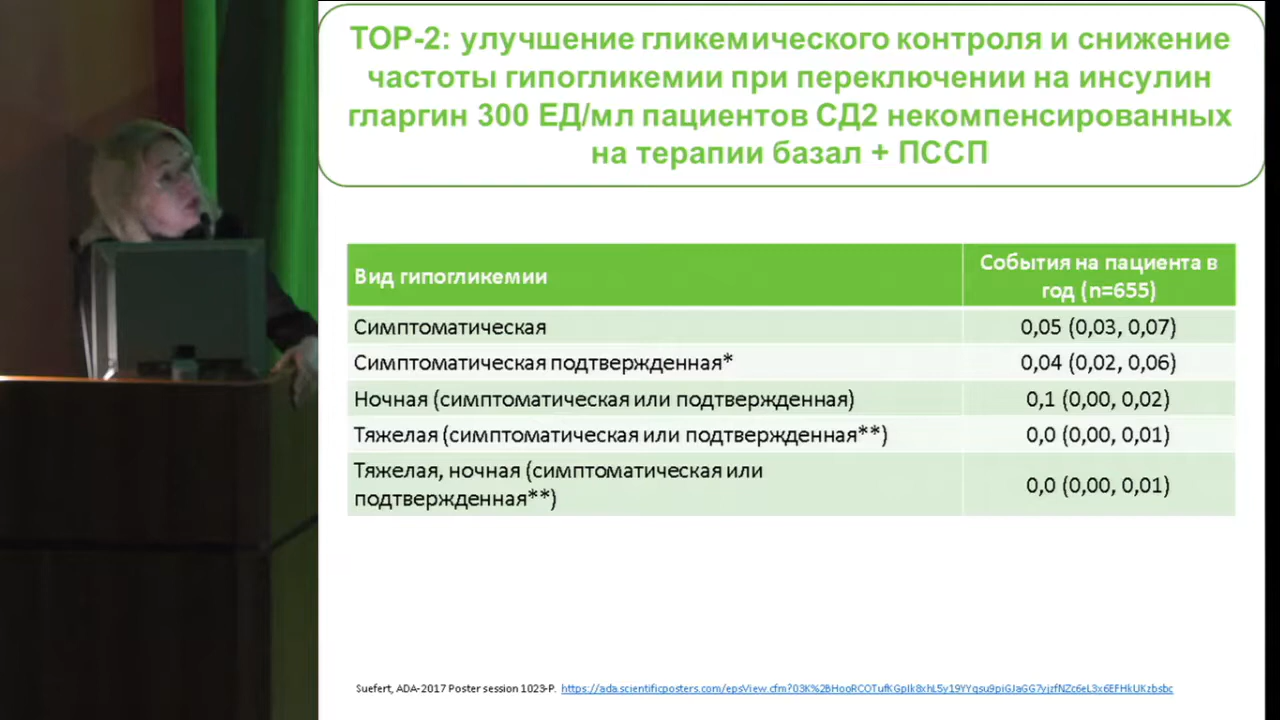 ТОР-2: улучшение гликемического контроля и снижение
частоты гипогликемии при переключении на инсулин
гларгин 300 ЕД/мл пациентов СД2 некомпенсированных
на терапии базал + ПССП
Вид гипогликемии
События на пациента в
год (n=655)
Симптоматическая
0,05 (0,03, 0,07)
Симптоматическая подтвержденная*
0,04 (0,02, 0,06)
Ночная (симптоматическая или подтвержденная)
0,1 (0,00, 0,02)
Тяжелая (симптоматическая или подтвержденная**)
0,0 (0,00, 0,01)
Тяжелая, ночная (симптоматическая или
подтвержденная**)
0,0 (0,00, 0,01)
Suefert, ADA-2017 Poster session 1023-P.